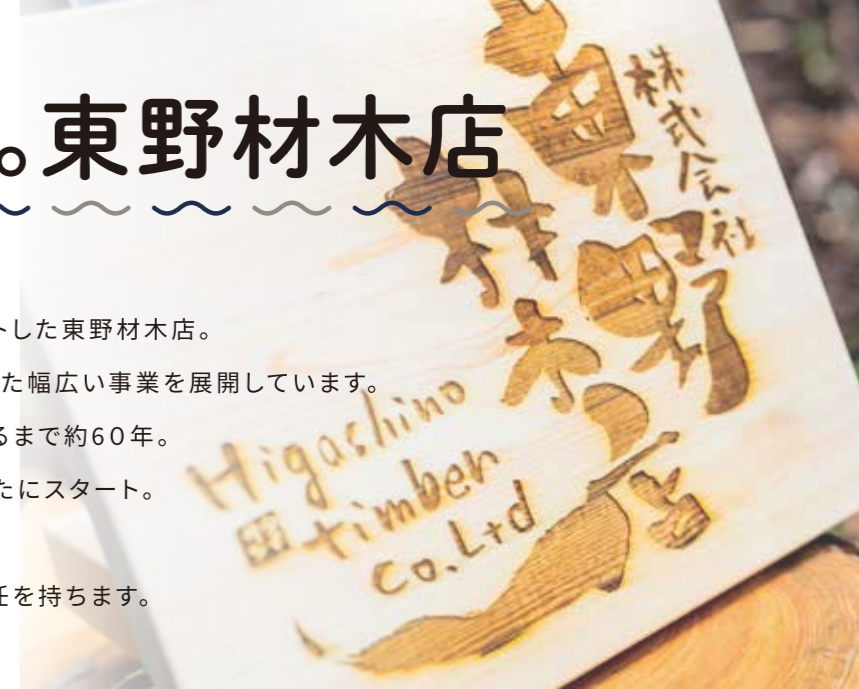 。東野材木店
トした東野材木店。
た幅広い事業を展開しています。
るまで約60年。
たにスタート。
任を持ちます。
株式会社
東野
材木店
Higashino
timber
co.Ltd